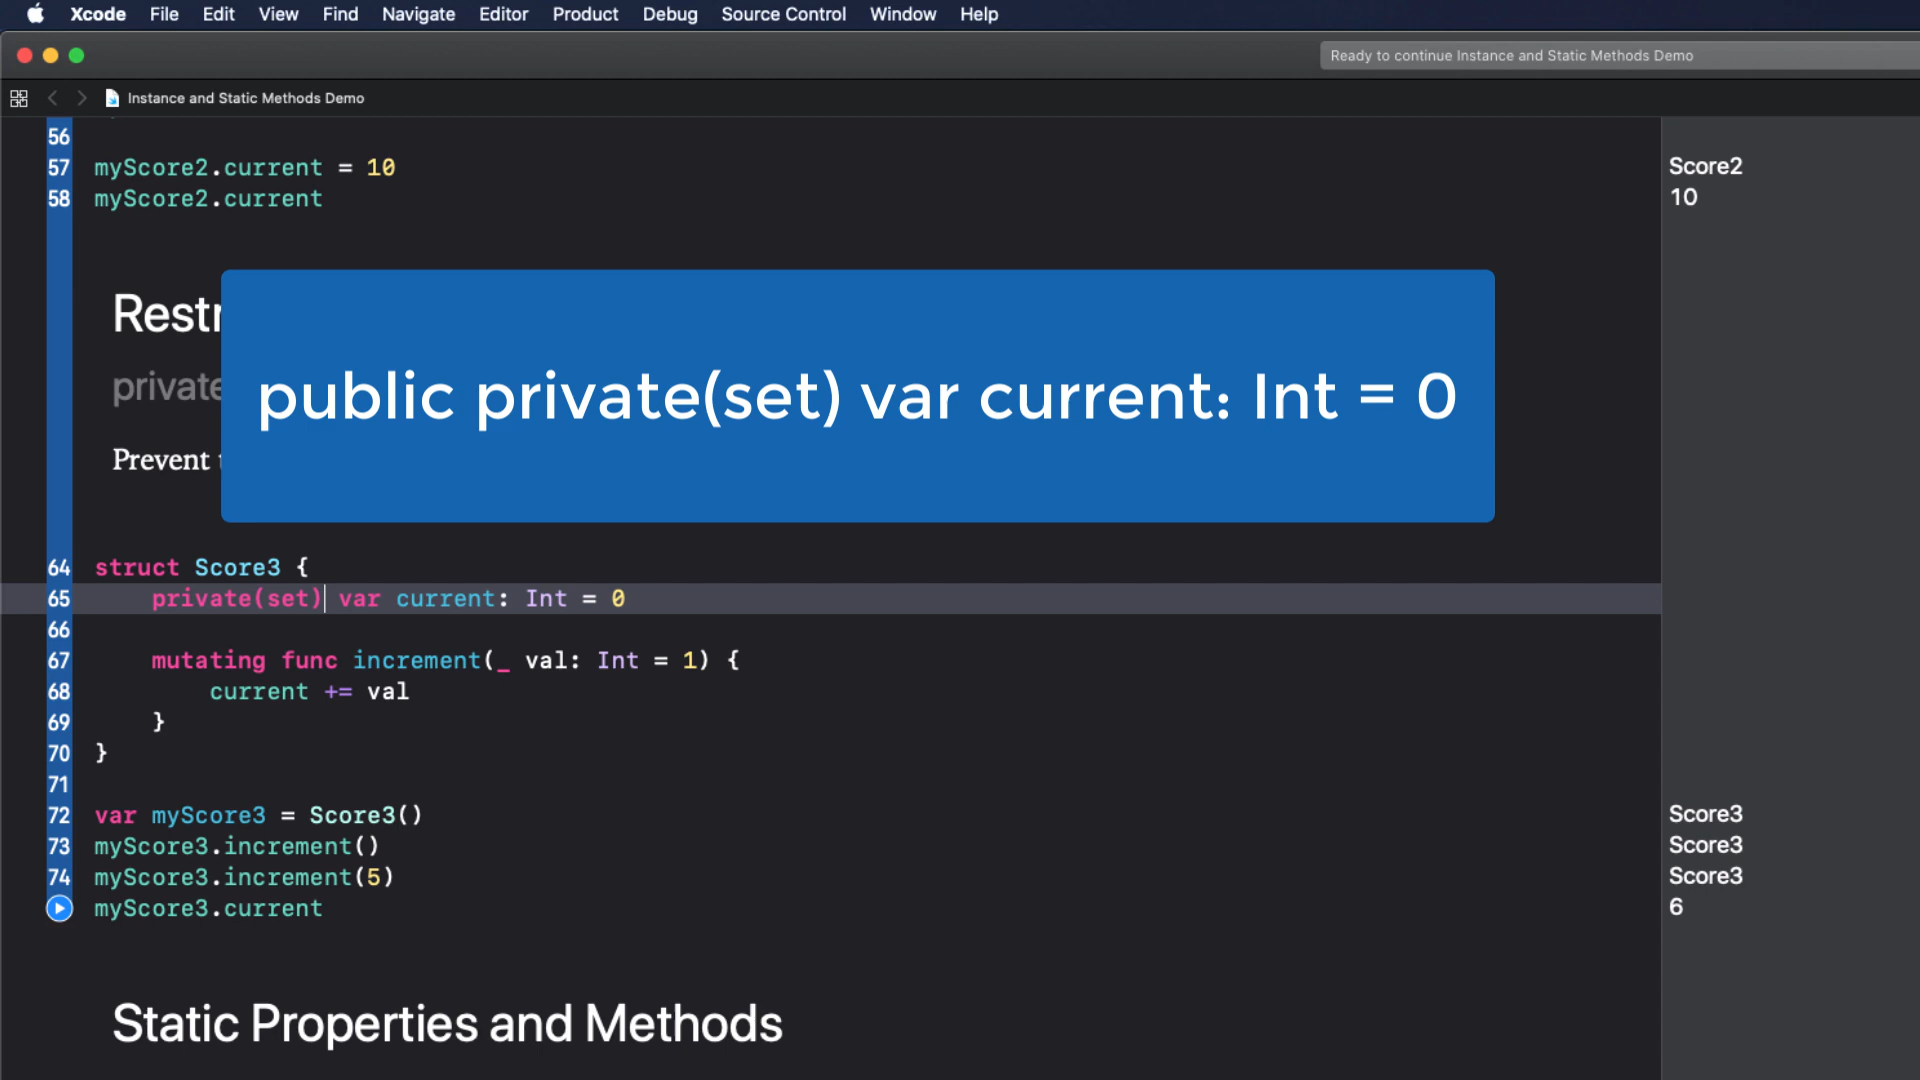 Xcode File Edit View Find Navigate Editor Product Debug Source Control Window Help
Ready to continue Instance and Static Methods Demo
Instance and Static Methods Demo
56
57 myScore2.current = 10 Score2
58 myScore2.current 10
Restr
private
public private(set) var current: Int = 0
Prevent
64 struct Score3 {
65 private(set) var current: Int = 0
66
67 mutating func increment(_ val: Int = 1) {
68 current += val
69 }
70 }
71
72 var myScore3 = Score3() Score3
73 myScore3.increment() Score3
74 myScore3.increment(5) Score3
myScore3.current 6
Static Properties and Methods